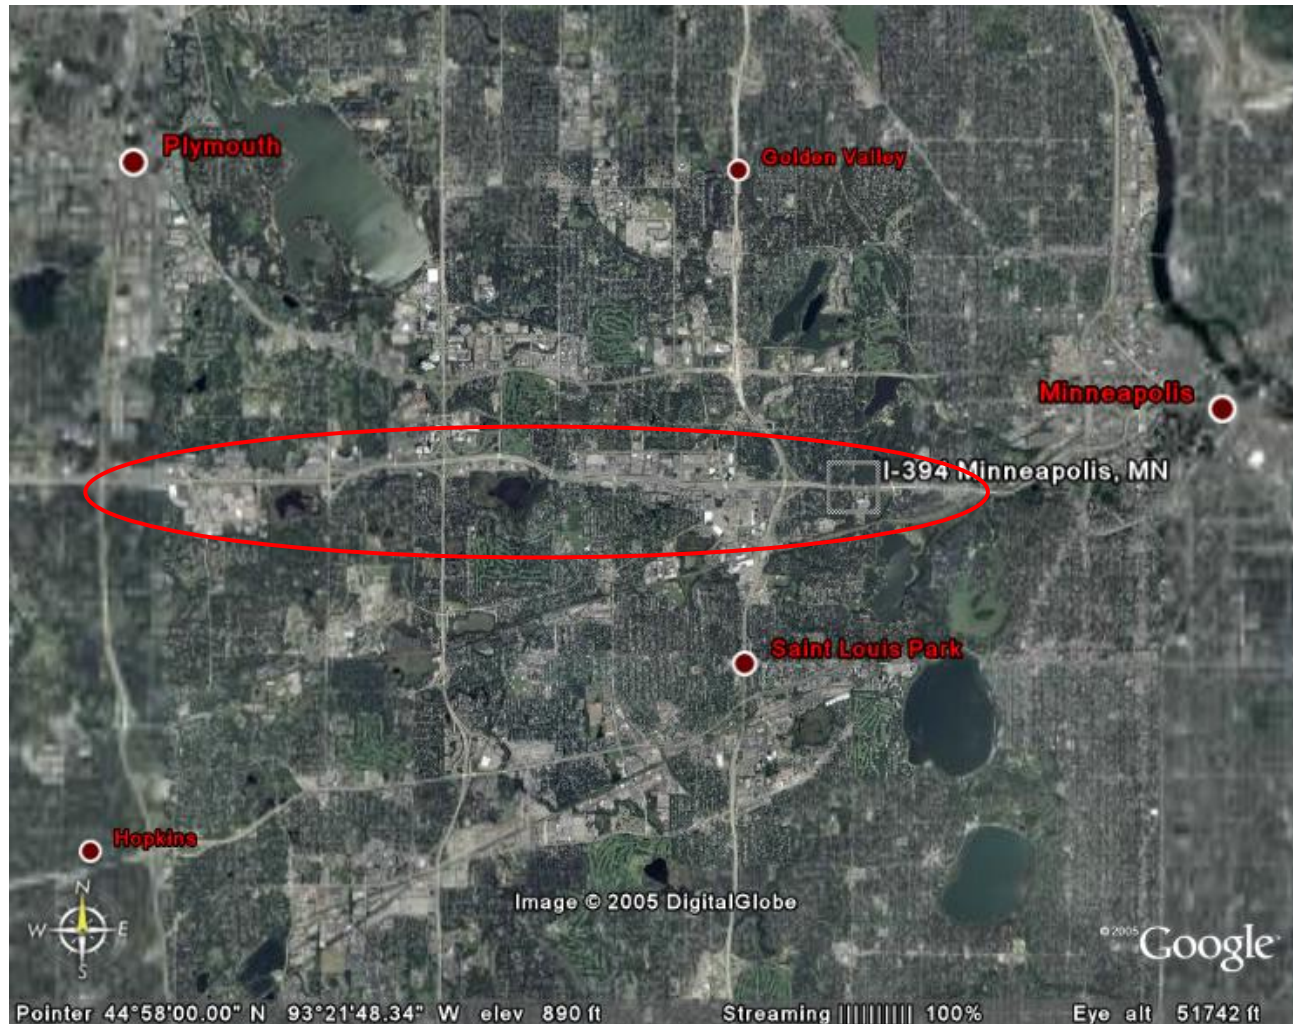 Plymouth
Golden Valley
Minneapolis
I-394 Minneapolis, MN
Saint Louis Park
Hopkins
N
W E
S
Image © 2005 DigitalGlobe
© 2005 Google
Pointer 44°58'00.00" N 93°21'48.34" W elev 890 ft Streaming |||||||||| 100% Eye alt 51742 ft